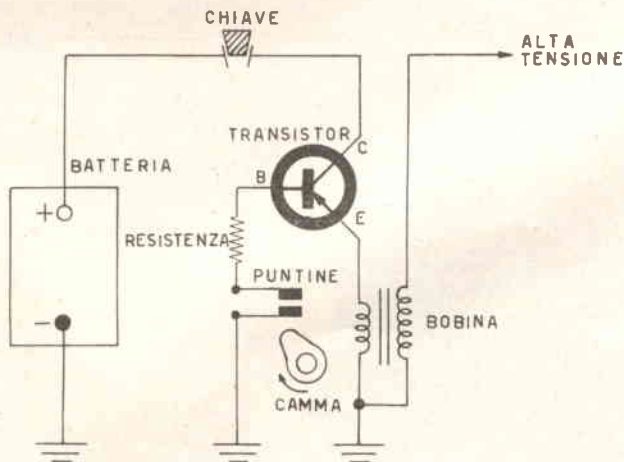 CHIAVE
ALTA
TENSIONE
TRANSISTOR
C
BATTERIA
B
+
E
RESISTENZA
PUNTINE
-
BOBINA
CAMMA